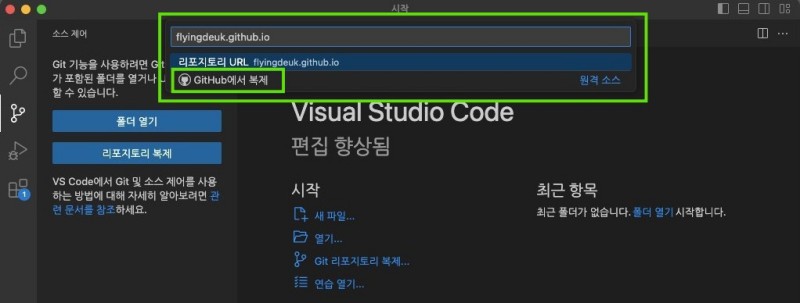 시작
소스 제어
flyingdeuk.github.io
리포지토리 URL flyingdeuk.github.io
GitHub에서 복제
원격 소스
Git 기능을 사용하려면 Git
가 포함된 폴더를 열거나 U
할 수 있습니다.
폴더 열기
리포지토리 복제
VS Code에서 Git 및 소스 제어를 사용
하는 방법에 대해 자세히 알아보려면 관
련 문서를 참조하세요.
1
Visual Studio Code
편집 향상됨
시작
새 파일...
열기...
Git 리포지토리 복제...
연습 열기...
최근 항목
최근 폴더가 없습니다. 폴더 열기 시작합니다.